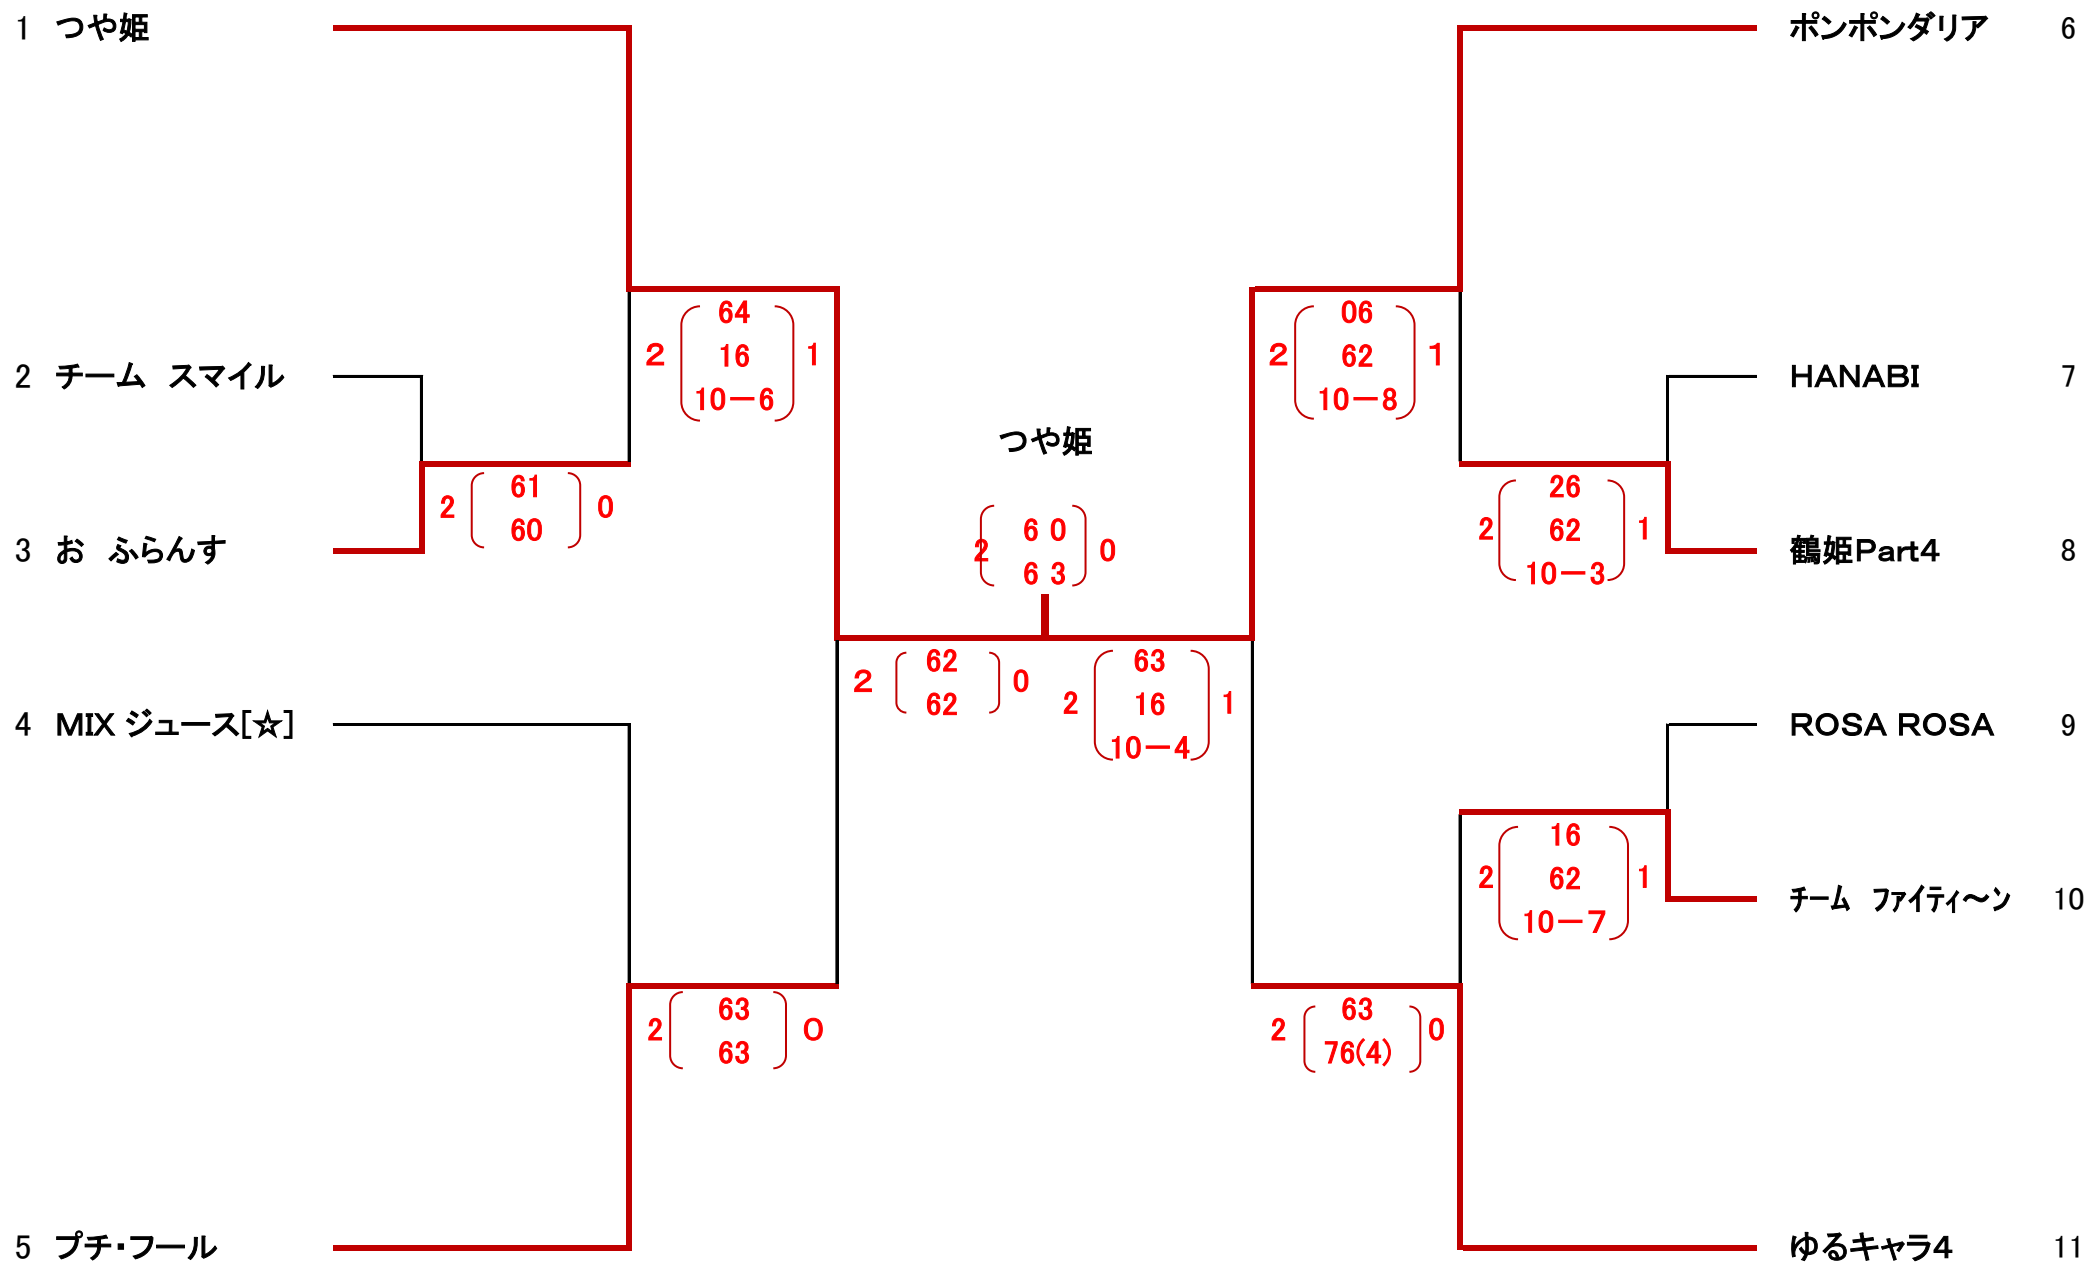 1 つや姫
ポンポンダリア 6
64
2 16 1
10－6
06
2 62 1
10－8
2 チーム　スマイル
HANABI 7
つや姫
61
2 0
60
26
2 62 1
10－3
3 お　ふらんす
6 0
2 0
6 3
鶴姫Part4 8
62
2 0
62
63
2 16 1
10－4
4 MIX ジュース[☆]
ROSA ROSA 9
16
2 62 1
10－7
チーム　ファイティ～ン 10
63
2 0
63
63
2 0
76(4)
5 プチ・フール
ゆるキャラ4 11